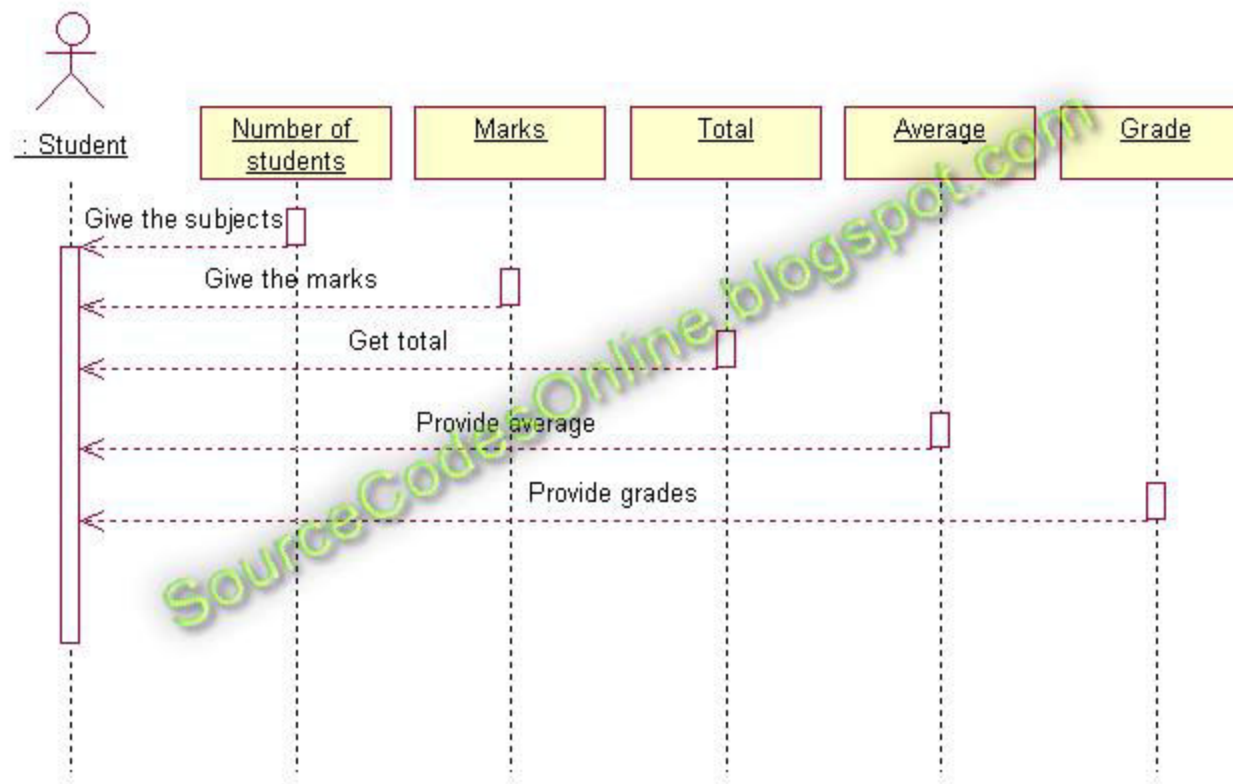 : Student
Number of
students
Marks
Total
Average
Grade
Give the subjects
Give the marks
Get total
Provide average
Provide grades
SourceCodesOnline.blogspot.com